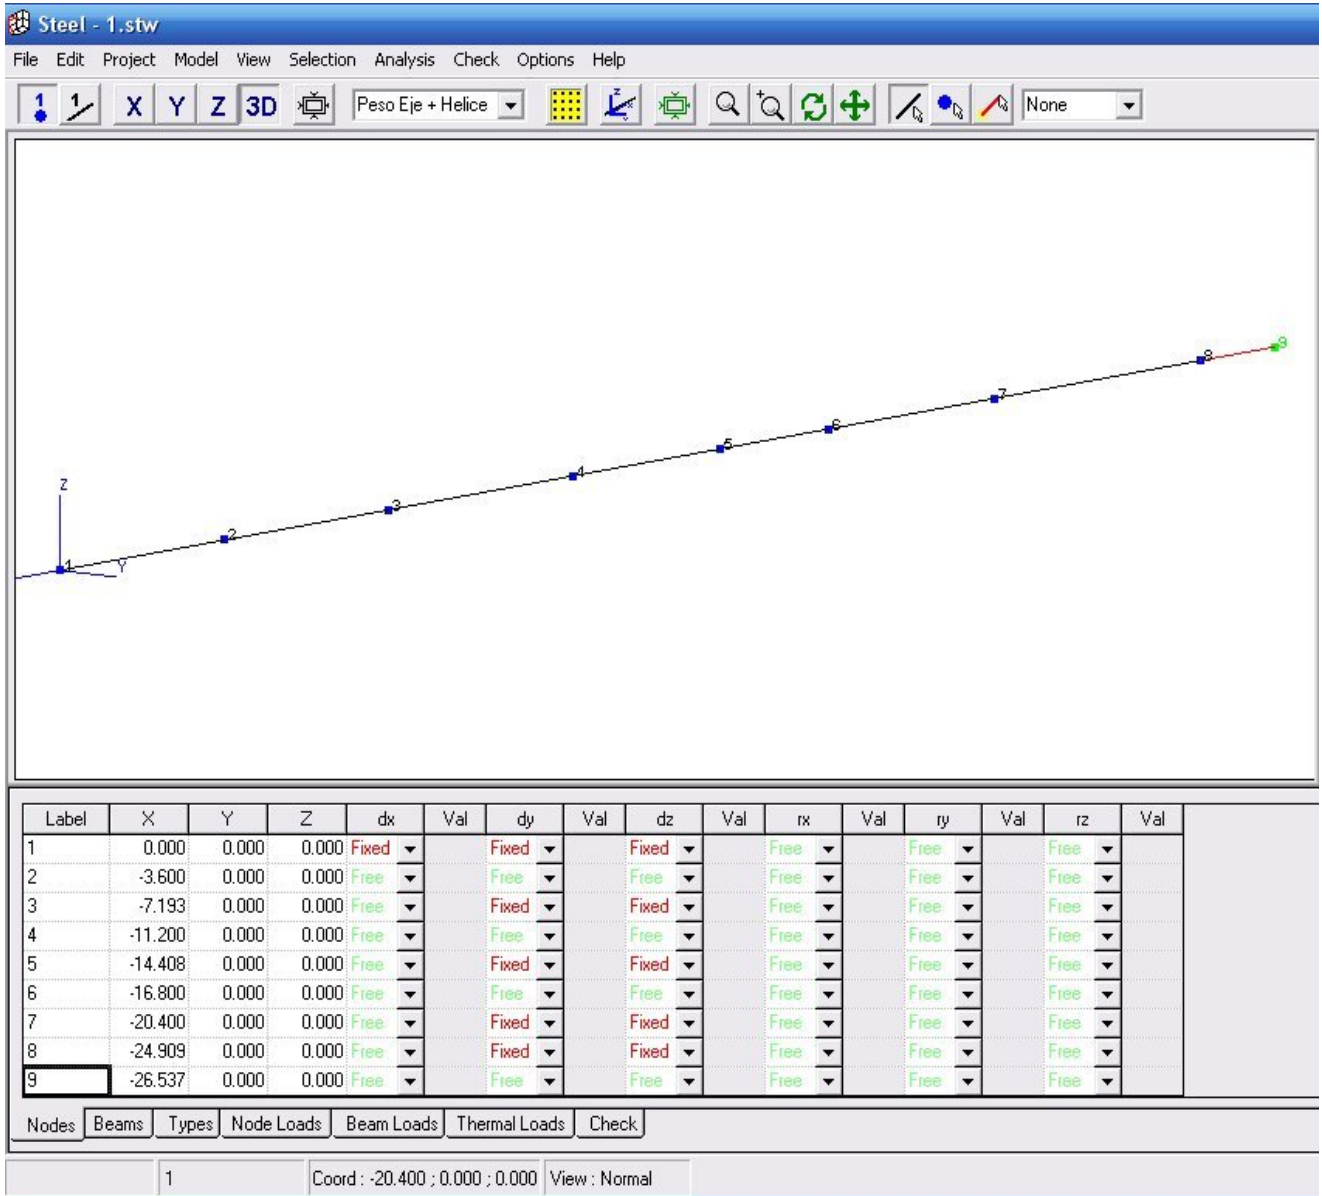 Steel - 1.stw
File Edit Project Model View Selection Analysis Check Options Help
1 1 X Y Z 3D Peso Eje + Helice Z X None
9
8
7
6
5
4
Z
3
2
1 Y
Label X Y Z dx Val dy Val dz Val rx Val ry Val rz Val
1 0.000 0.000 0.000 Fixed Fixed Fixed Free Free Free
2 -3.600 0.000 0.000 Free Free Free Free Free Free
3 -7.193 0.000 0.000 Free Fixed Fixed Free Free Free
4 -11.200 0.000 0.000 Free Free Free Free Free Free
5 -14.408 0.000 0.000 Free Fixed Fixed Free Free Free
6 -16.800 0.000 0.000 Free Free Free Free Free Free
7 -20.400 0.000 0.000 Free Fixed Fixed Free Free Free
8 -24.909 0.000 0.000 Free Fixed Fixed Free Free Free
9 -26.537 0.000 0.000 Free Free Free Free Free Free
Nodes Beams Types Node Loads Beam Loads Thermal Loads Check
1 Coord : -20.400 ; 0.000 ; 0.000 View : Normal